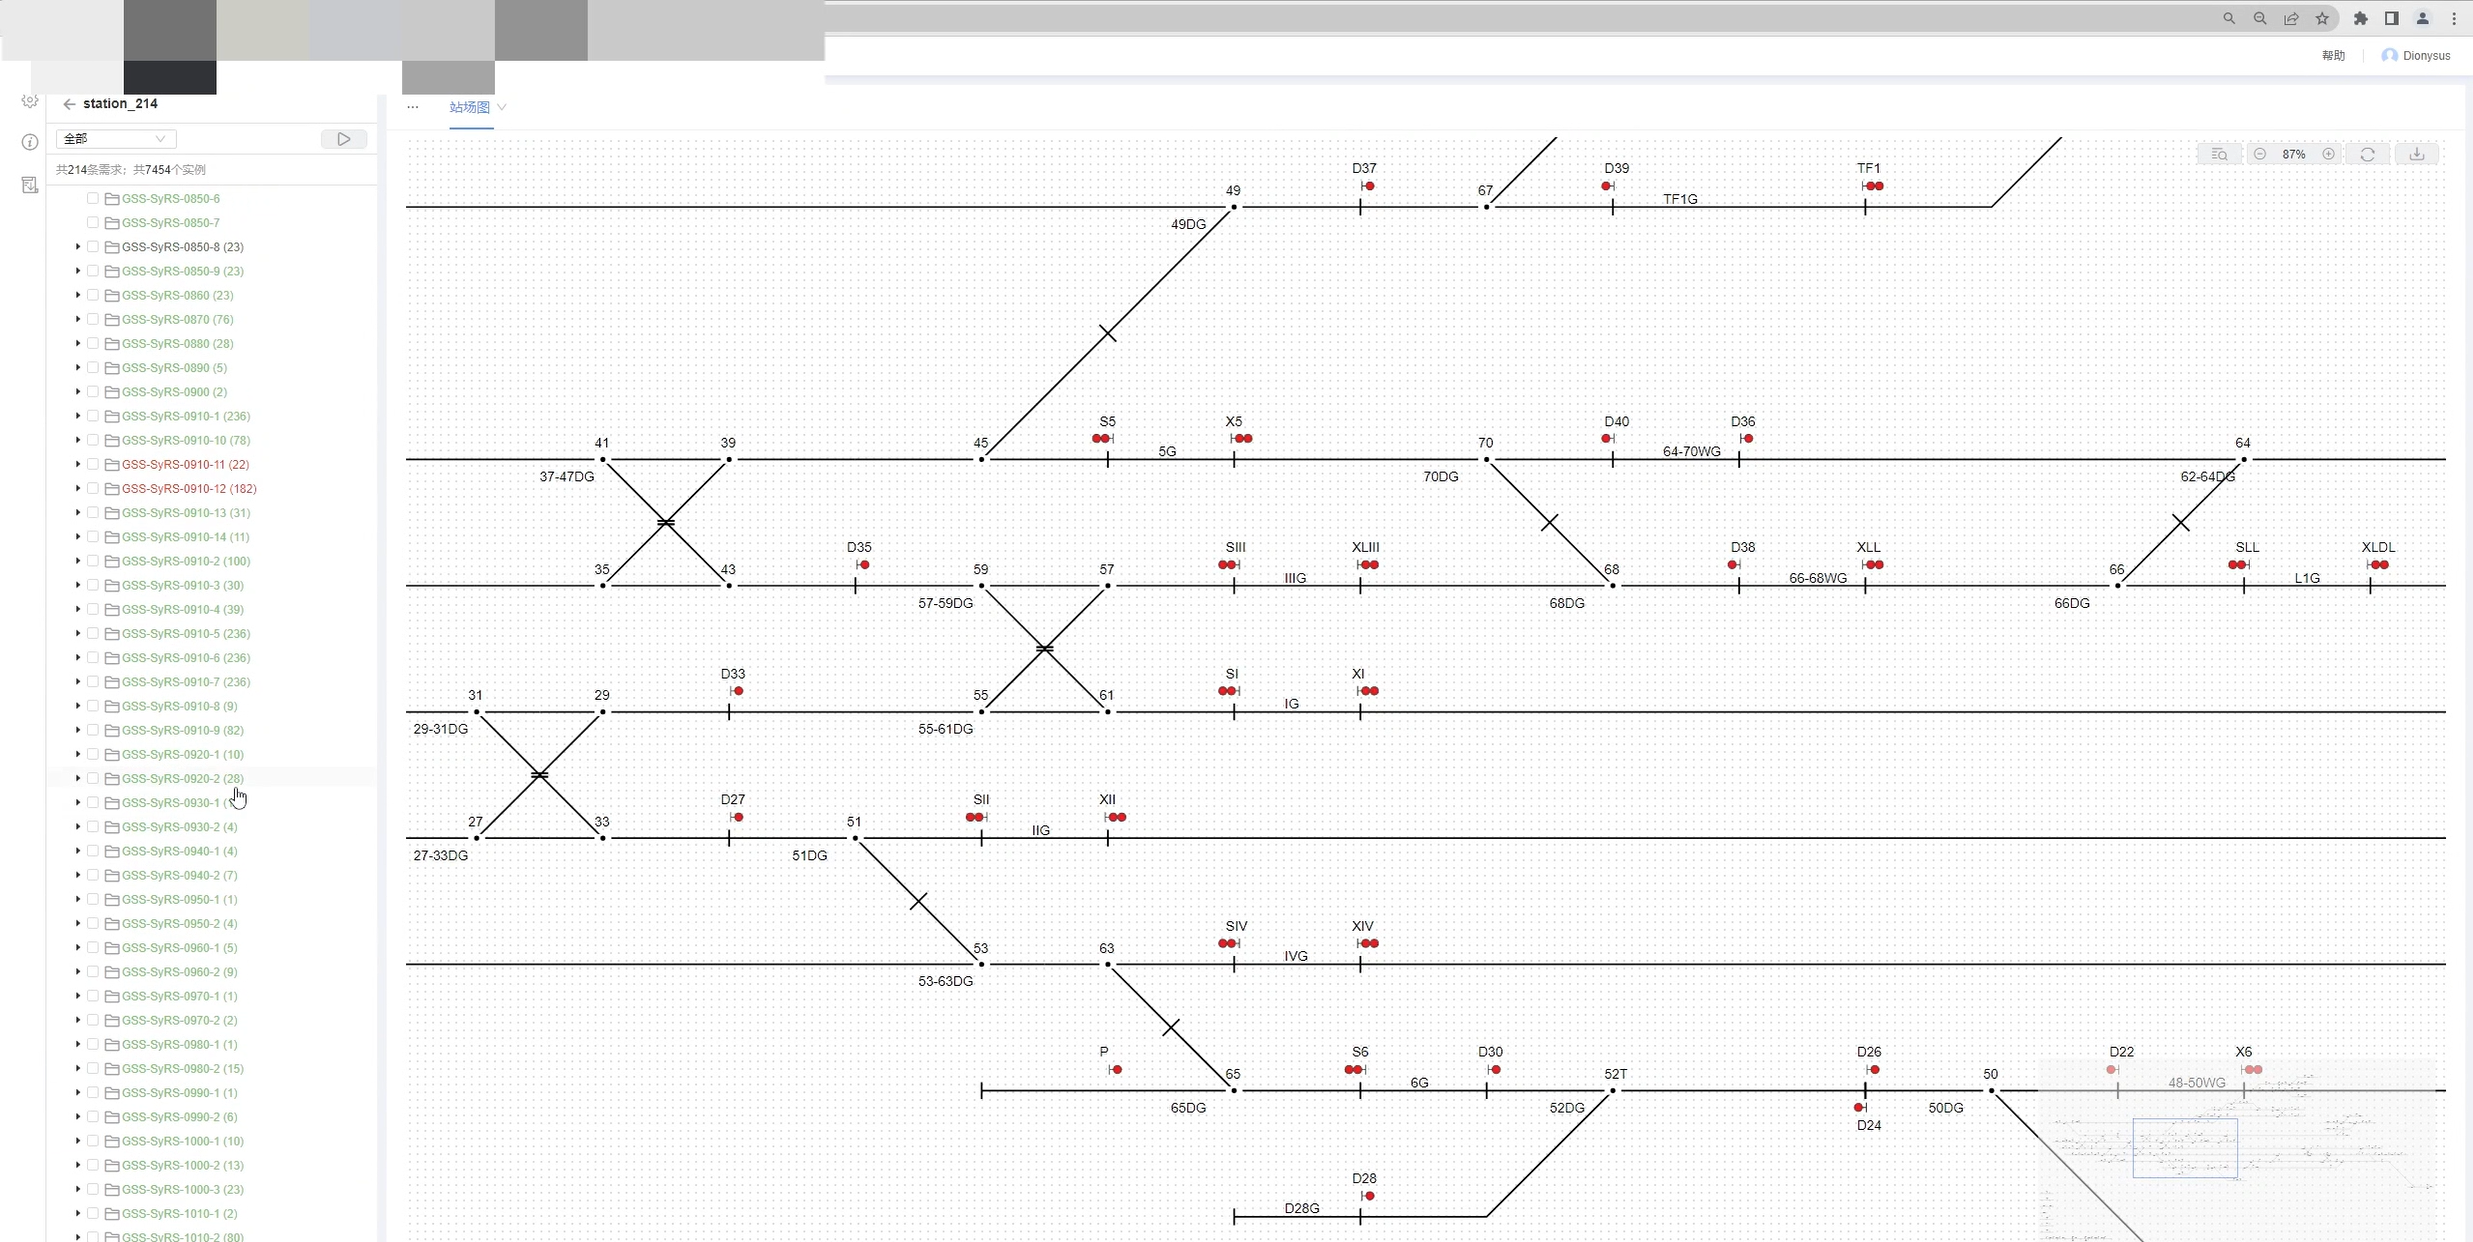 帮助
Dionysus
station_214
全部
共214条需求；共7454个实例
GSS-SyRS-0850-6
GSS-SyRS-0850-7
GSS-SyRS-0850-8 (23)
GSS-SyRS-0850-9 (23)
GSS-SyRS-0860 (23)
GSS-SyRS-0870 (76)
GSS-SyRS-0880 (28)
GSS-SyRS-0890 (5)
GSS-SyRS-0900 (2)
GSS-SyRS-0910-1 (236)
GSS-SyRS-0910-10 (78)
GSS-SyRS-0910-11 (22)
GSS-SyRS-0910-12 (182)
GSS-SyRS-0910-13 (31)
GSS-SyRS-0910-14 (11)
GSS-SyRS-0910-2 (100)
GSS-SyRS-0910-3 (30)
GSS-SyRS-0910-4 (39)
GSS-SyRS-0910-5 (236)
GSS-SyRS-0910-6 (236)
GSS-SyRS-0910-7 (236)
GSS-SyRS-0910-8 (9)
GSS-SyRS-0910-9 (82)
GSS-SyRS-0920-1 (10)
GSS-SyRS-0920-2 (28)
GSS-SyRS-0930-1
GSS-SyRS-0930-2 (4)
GSS-SyRS-0940-1 (4)
GSS-SyRS-0940-2 (7)
GSS-SyRS-0950-1 (1)
GSS-SyRS-0950-2 (4)
GSS-SyRS-0960-1 (5)
GSS-SyRS-0960-2 (9)
GSS-SyRS-0970-1 (1)
GSS-SyRS-0970-2 (2)
GSS-SyRS-0980-1 (1)
GSS-SyRS-0980-2 (15)
GSS-SyRS-0990-1 (1)
GSS-SyRS-0990-2 (6)
GSS-SyRS-1000-1 (10)
GSS-SyRS-1000-2 (13)
GSS-SyRS-1000-3 (23)
GSS-SyRS-1010-1 (2)
GSS-SyRS-1010-2 (80)
站场图
87%
D37 D39 TF1
49 67 TF1G
49DG
S5 X5 D40 D36
41 39 45 5G 70 64-70WG 64
37-47DG 70DG 62-64DG
D35 SIII XLIII D38 XLL SLL XLDL
35 43 59 57 IIIG 68 66-68WG 66 L1G
57-59DG 68DG 66DG
D33 SI XI
31 29 55 61 IG
29-31DG 55-61DG
D27 SII XII
27 33 51 IIG
27-33DG 51DG
SIV XIV
53 63 IVG
53-63DG
P S6 D30 D26 D22 X6
65 6G 52T 50 48-50WG
65DG 52DG 50DG
D24
D28
D28G